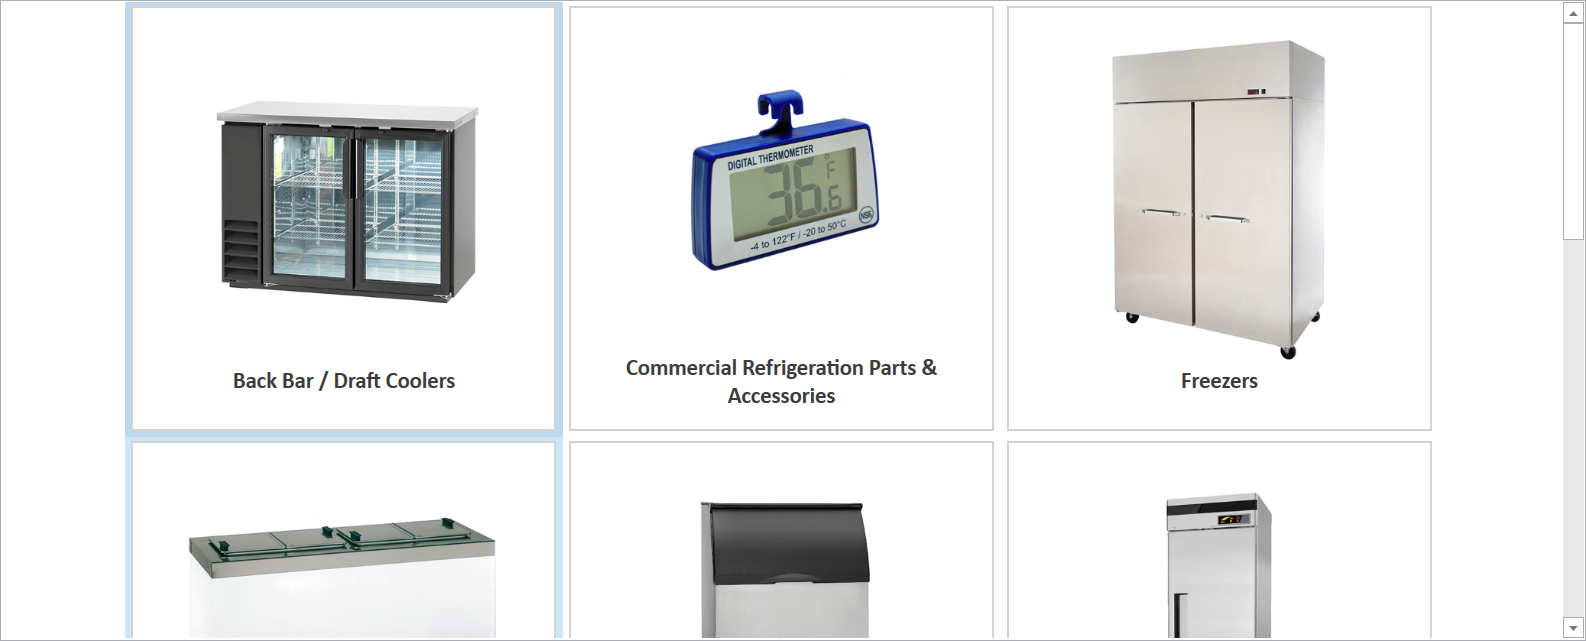 DIGITAL THERMOMETER
36.6 °F
-4 to 122°F / -20 to 50°C
NSF
Back Bar / Draft Coolers
Commercial Refrigeration Parts &
Accessories
Freezers